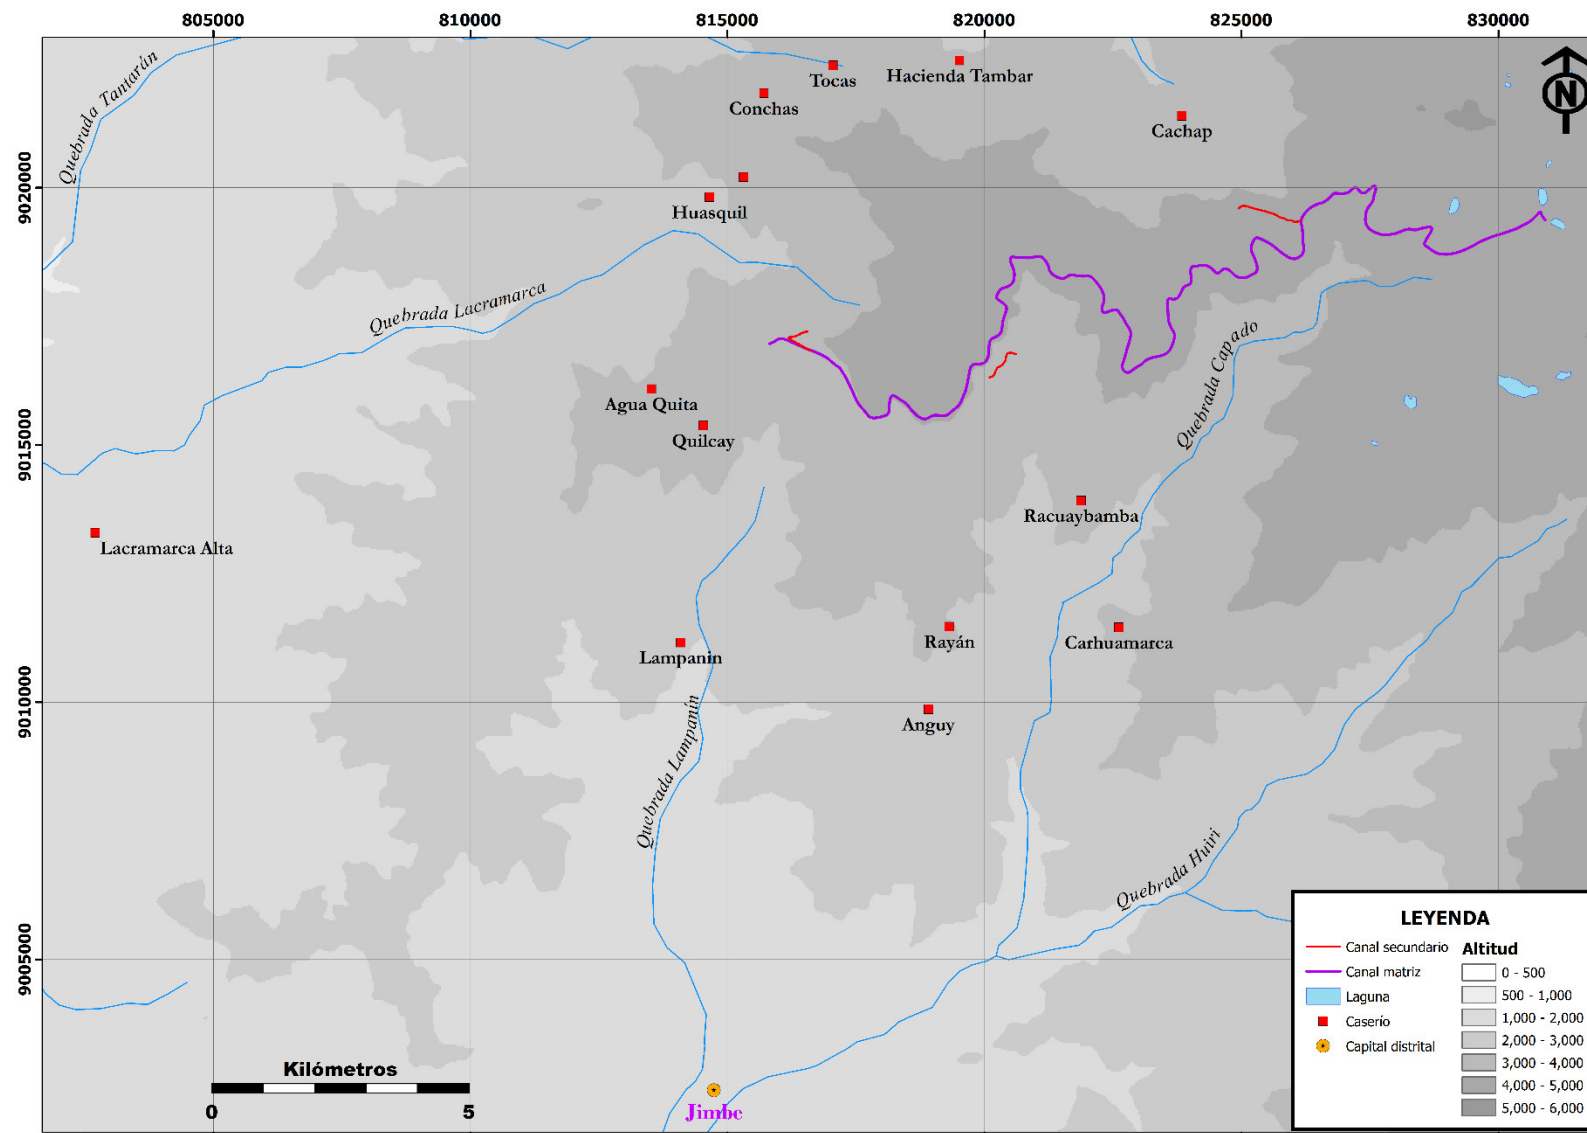 805000
810000
815000
820000
825000
830000
Quebrada Tantarán
Tocas
Hacienda Tambar
N
Conchas
Cachap
9020000
Huasquil
Quebrada Lacramarca
Quebrada Capado
Agua Quita
9015000
Quilcay
Racuaybamba
Lacramarca Alta
Rayán
Carhuamarca
Lampanin
9010000
Anguy
Quebrada Lampanín
Quebrada Huiri
9005000
LEYENDA
Canal secundario
Canal matriz
Laguna
Caserío
Capital distrital
Altitud
0 - 500
500 - 1,000
1,000 - 2,000
2,000 - 3,000
3,000 - 4,000
4,000 - 5,000
5,000 - 6,000
Kilómetros
0
5
Jimbe